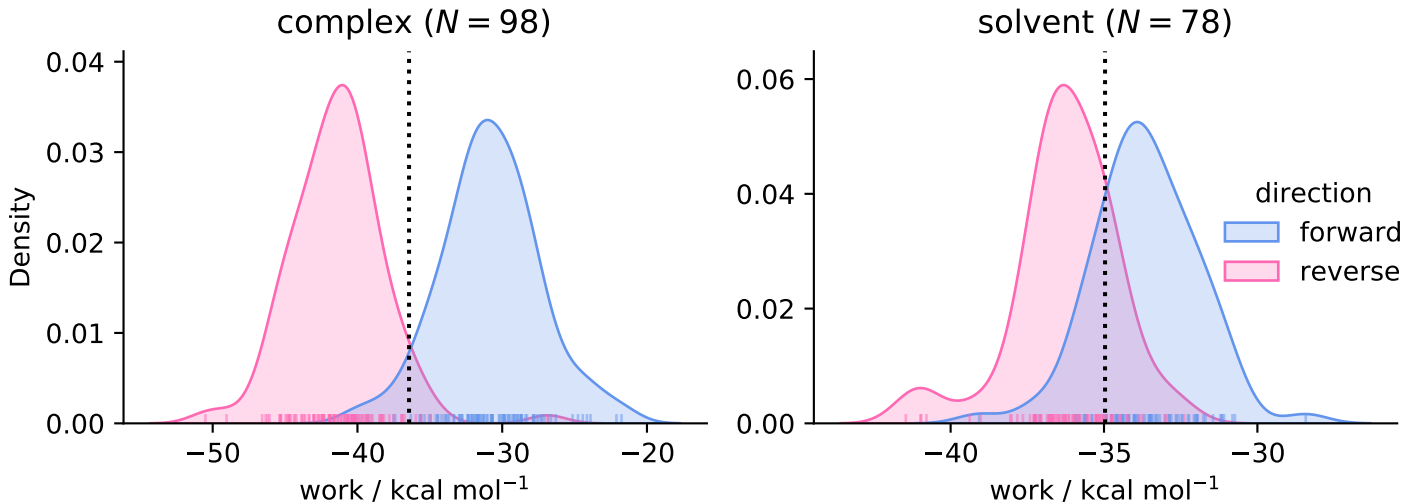 complex (N = 98)
Density
0.04
0.03
0.02
0.01
0.00
−50
−40
−30
−20
work / kcal mol⁻¹
solvent (N = 78)
0.06
0.04
0.02
0.00
−40
−35
−30
work / kcal mol⁻¹
direction
forward
reverse